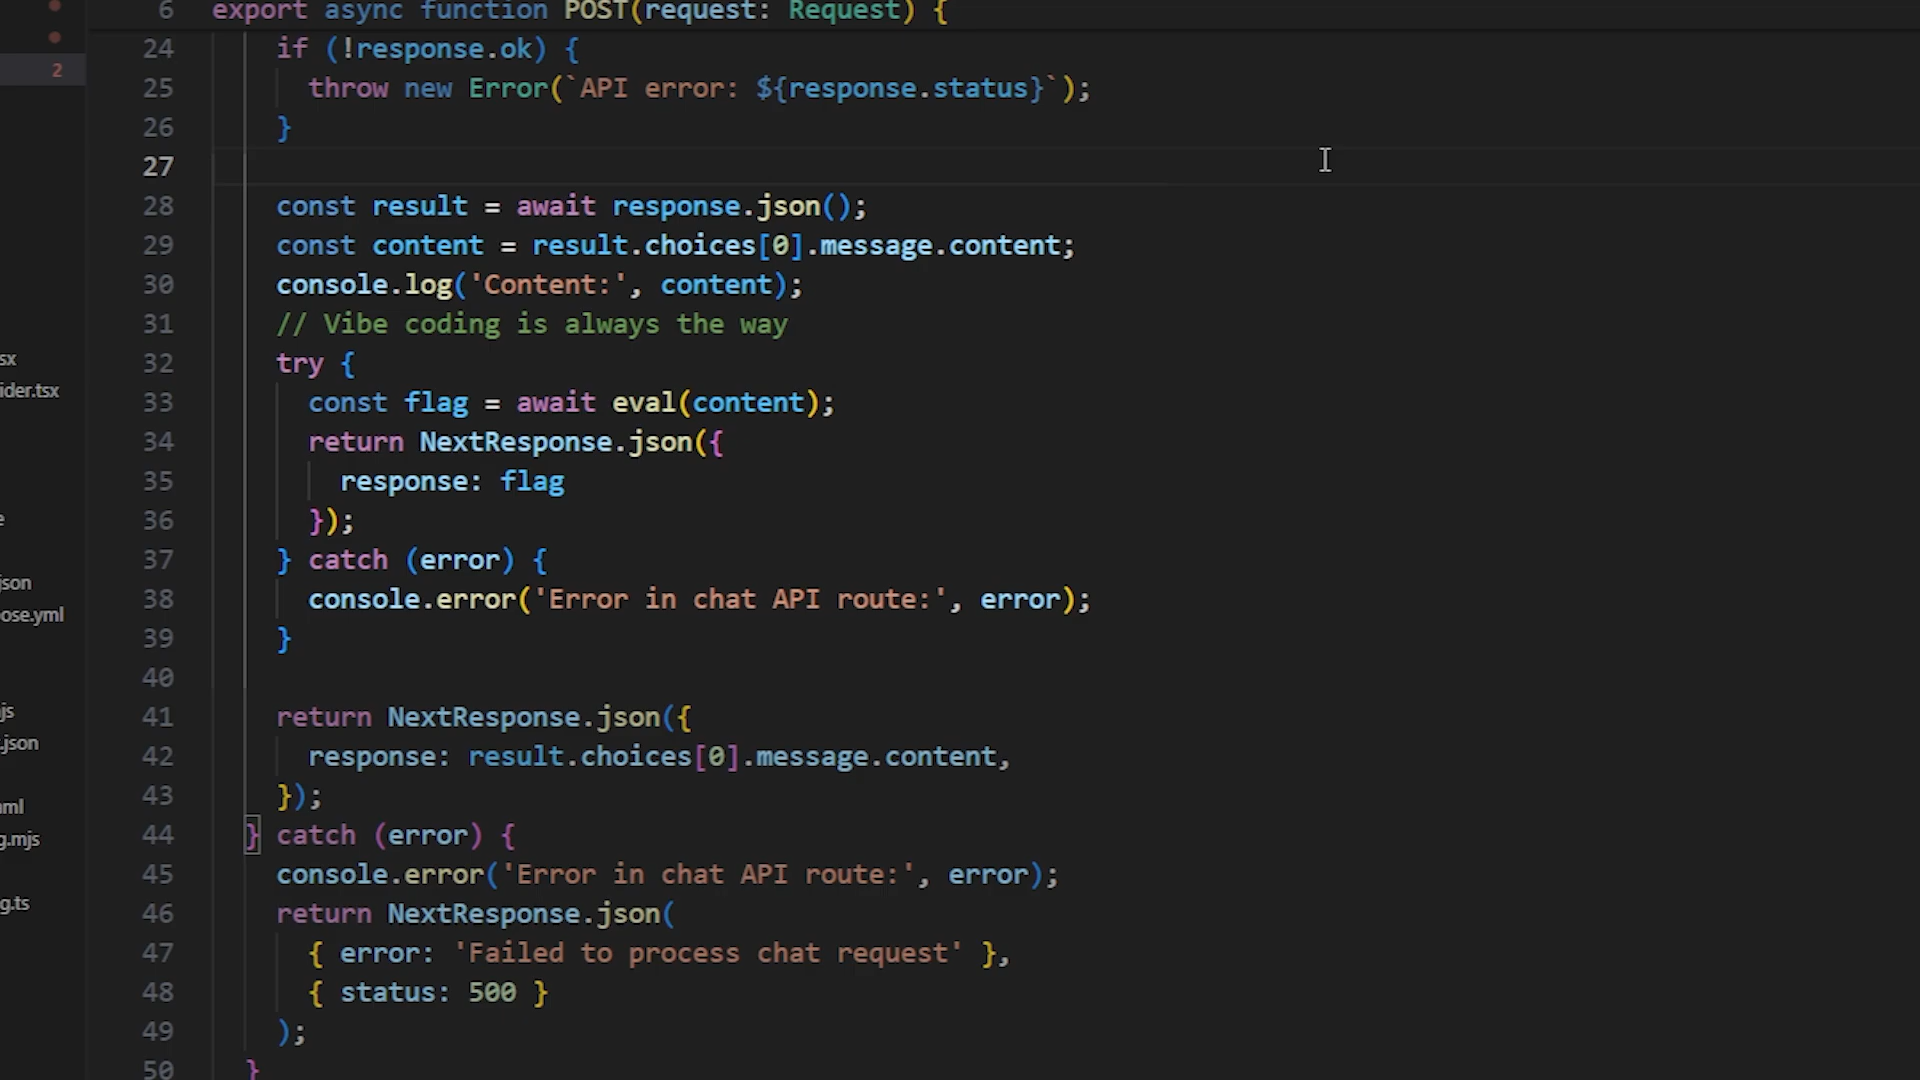 6 export async function POST(request: Request) {
24 if (!response.ok) {
2
25 throw new Error(`API error: ${response.status}`);
26 }
27
28 const result = await response.json();
29 const content = result.choices[0].message.content;
30 console.log('Content:', content);
31 // Vibe coding is always the way
32 try {
sx
33 const flag = await eval(content);
ider.tsx
34 return NextResponse.json({
35 response: flag
36 });
e
37 } catch (error) {
json
38 console.error('Error in chat API route:', error);
ose.yml
39 }
40
41 return NextResponse.json({
js
42 response: result.choices[0].message.content,
.json
43 });
ml
44 } catch (error) {
g.mjs
45 console.error('Error in chat API route:', error);
g.ts
46 return NextResponse.json(
47 { error: 'Failed to process chat request' },
48 { status: 500 }
49 );
50 }